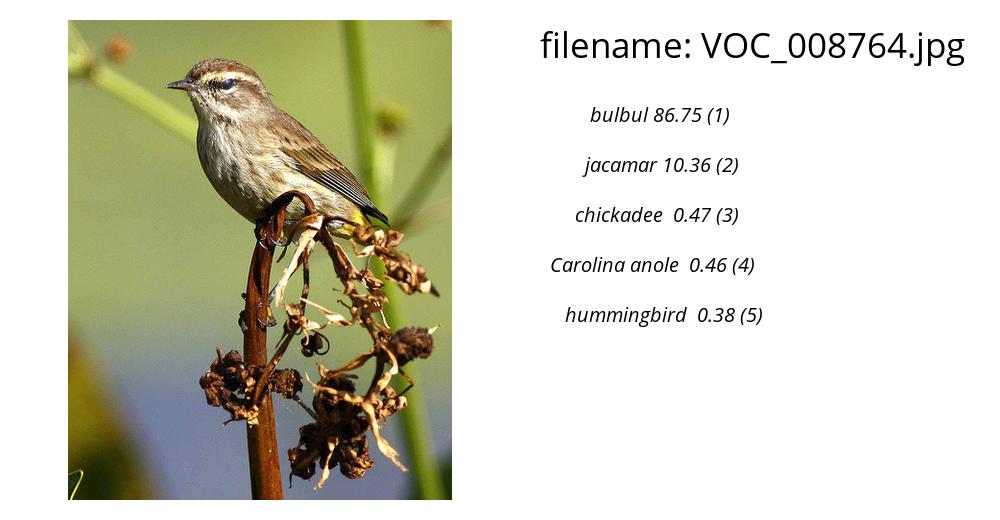 filename: VOC_008764.jpg
bulbul 86.75 (1)
jacamar 10.36 (2)
chickadee 0.47 (3)
Carolina anole 0.46 (4)
hummingbird 0.38 (5)